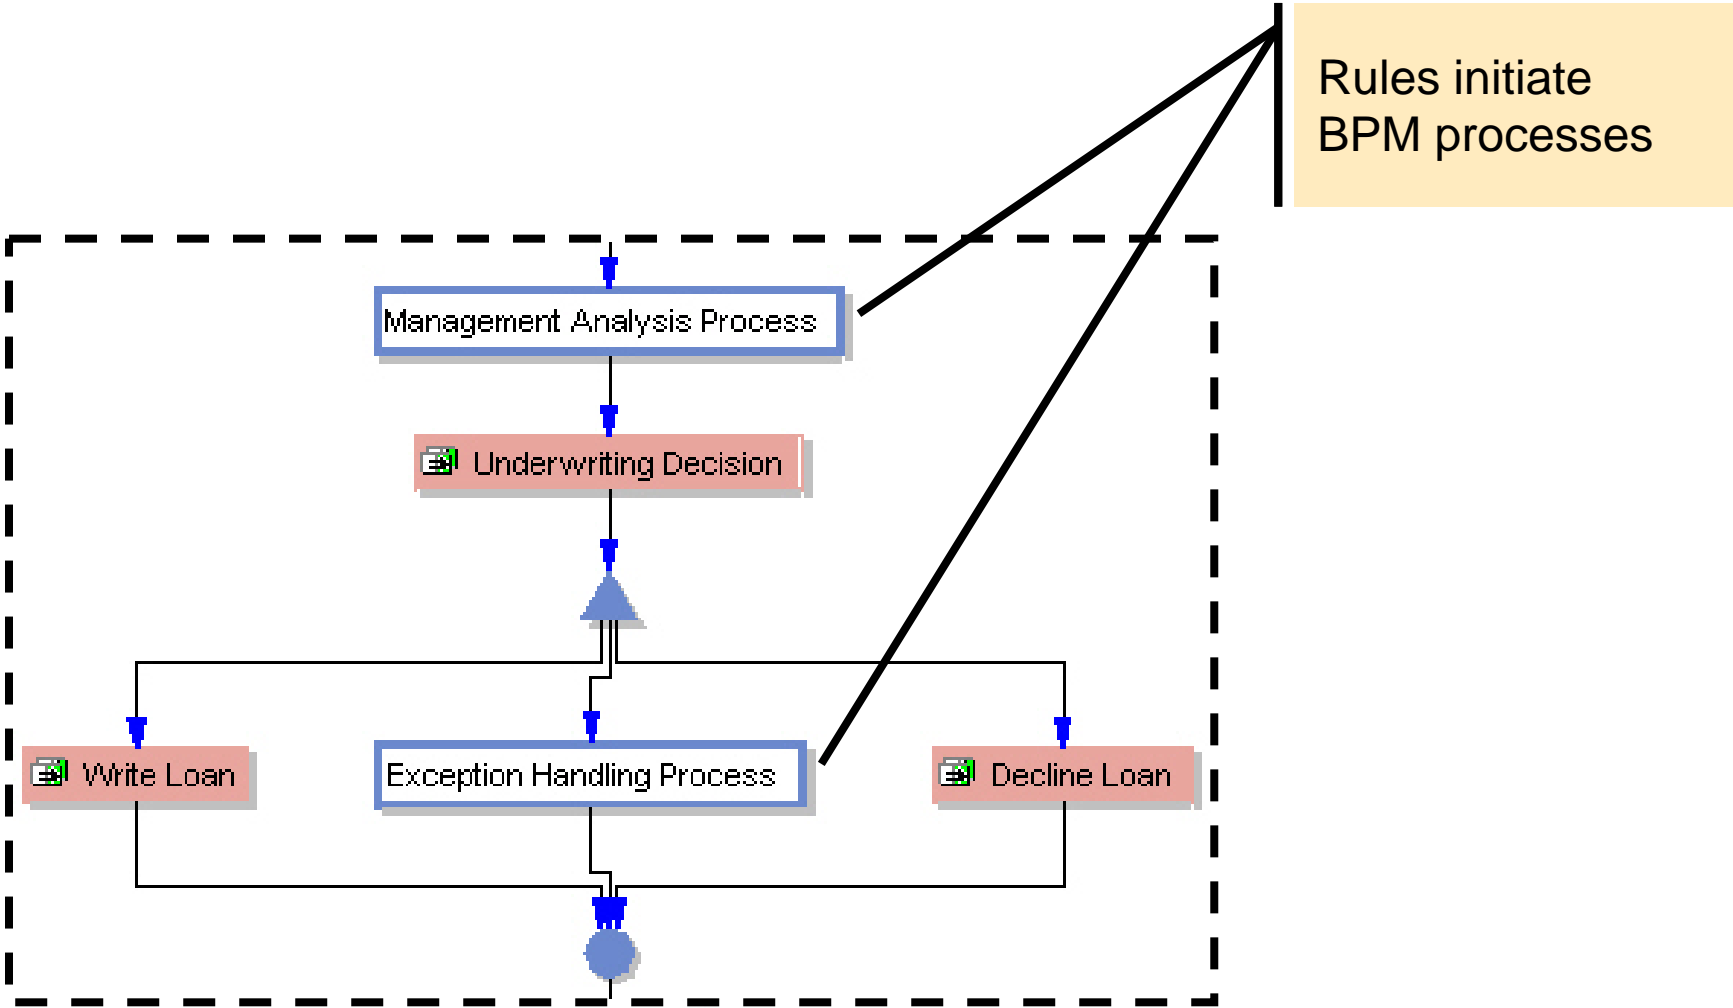 Rules initiate
BPM processes
Management Analysis Process
Underwriting Decision
Write Loan
Exception Handling Process
Decline Loan